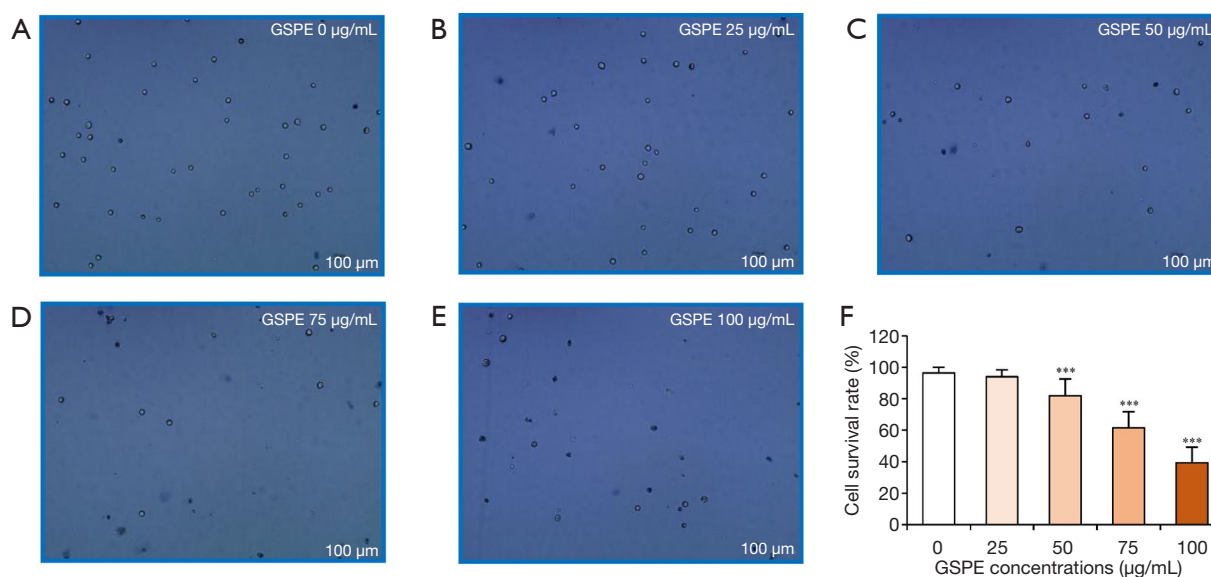 A
GSPE 0 µg/mL
100 µm
B
GSPE 25 µg/mL
100 µm
C
GSPE 50 µg/mL
100 µm
D
GSPE 75 µg/mL
100 µm
E
GSPE 100 µg/mL
100 µm
F
Cell survival rate (%)
120
100
80
60
40
20
0
***
***
***
0 25 50 75 100
GSPE concentrations (µg/mL)